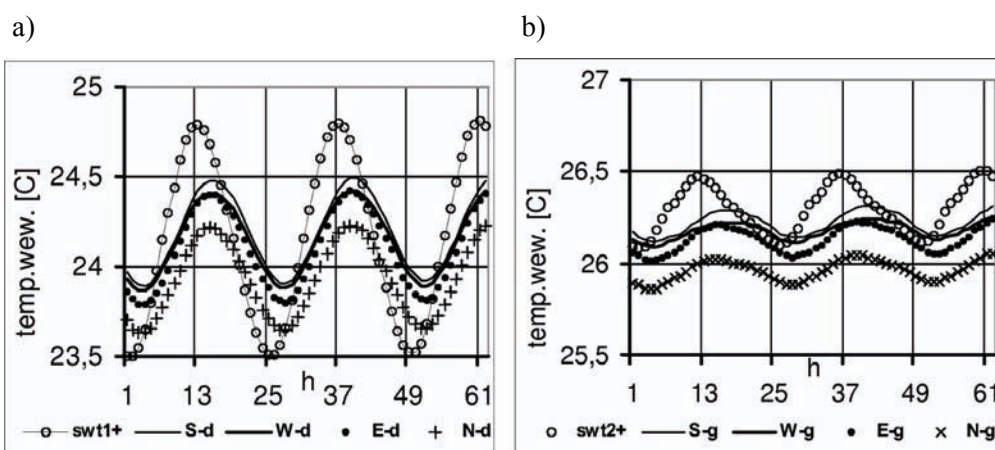 a)
25
24,5
24
23,5
temp.wew. [C]
1 13 25 37 49 61
h
swt1+ S-d W-d E-d N-d
b)
27
26,5
26
25,5
temp.wew. [C]
1 13 25 37 49 61
h
swt2+ S-g W-g E-g N-g